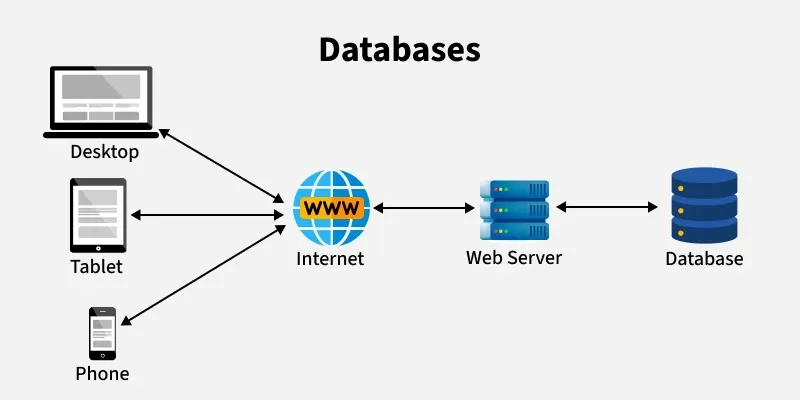 Databases
Desktop
Tablet
Phone
WWW
Internet
Web Server
Database